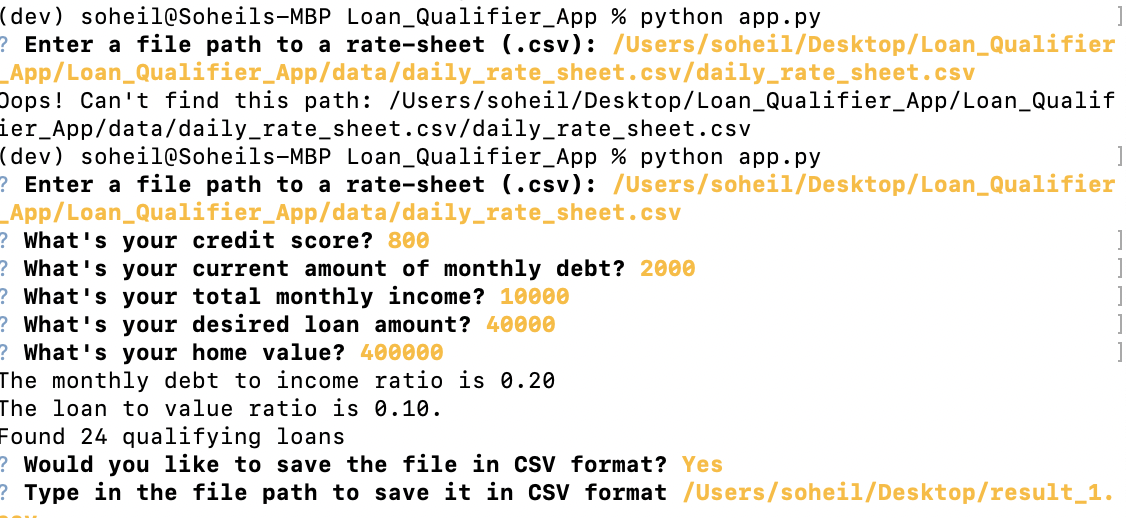 (dev) soheil@Soheils-MBP Loan_Qualifier_App % python app.py ]
? Enter a file path to a rate-sheet (.csv): /Users/soheil/Desktop/Loan_Qualifier
_App/Loan_Qualifier_App/data/daily_rate_sheet.csv/daily_rate_sheet.csv
Oops! Can't find this path: /Users/soheil/Desktop/Loan_Qualifier_App/Loan_Qualif
ier_App/data/daily_rate_sheet.csv/daily_rate_sheet.csv
(dev) soheil@Soheils-MBP Loan_Qualifier_App % python app.py ]
? Enter a file path to a rate-sheet (.csv): /Users/soheil/Desktop/Loan_Qualifier
_App/Loan_Qualifier_App/data/daily_rate_sheet.csv
? What's your credit score? 800 ]
? What's your current amount of monthly debt? 2000 ]
? What's your total monthly income? 10000 ]
? What's your desired loan amount? 40000 ]
? What's your home value? 400000 ]
The monthly debt to income ratio is 0.20
The loan to value ratio is 0.10.
Found 24 qualifying loans
? Would you like to save the file in CSV format? Yes
? Type in the file path to save it in CSV format /Users/soheil/Desktop/result_1.